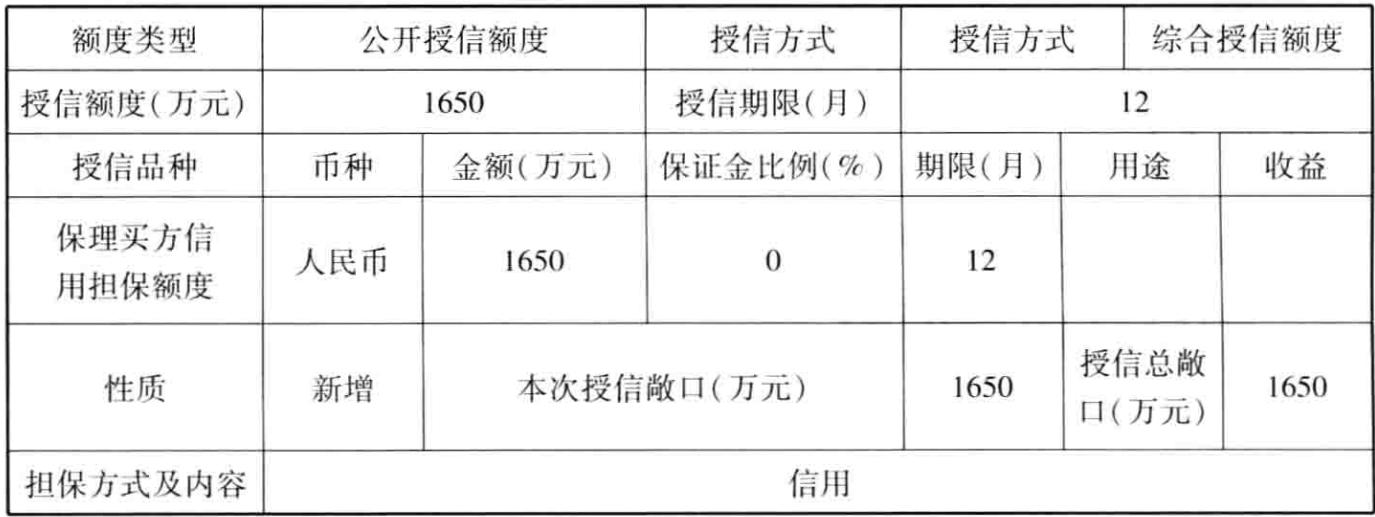 额度类型 公开授信额度 授信方式 授信方式 综合授信额度
授信额度(万元) 1650 授信期限(月) 12
授信品种 币种 金额(万元) 保证金比例(%) 期限(月) 用途 收益
保理买方信
用担保额度 人民币 1650 0 12
性质 新增 本次授信敞口(万元) 1650 授信总敞
口(万元) 1650
担保方式及内容 信用